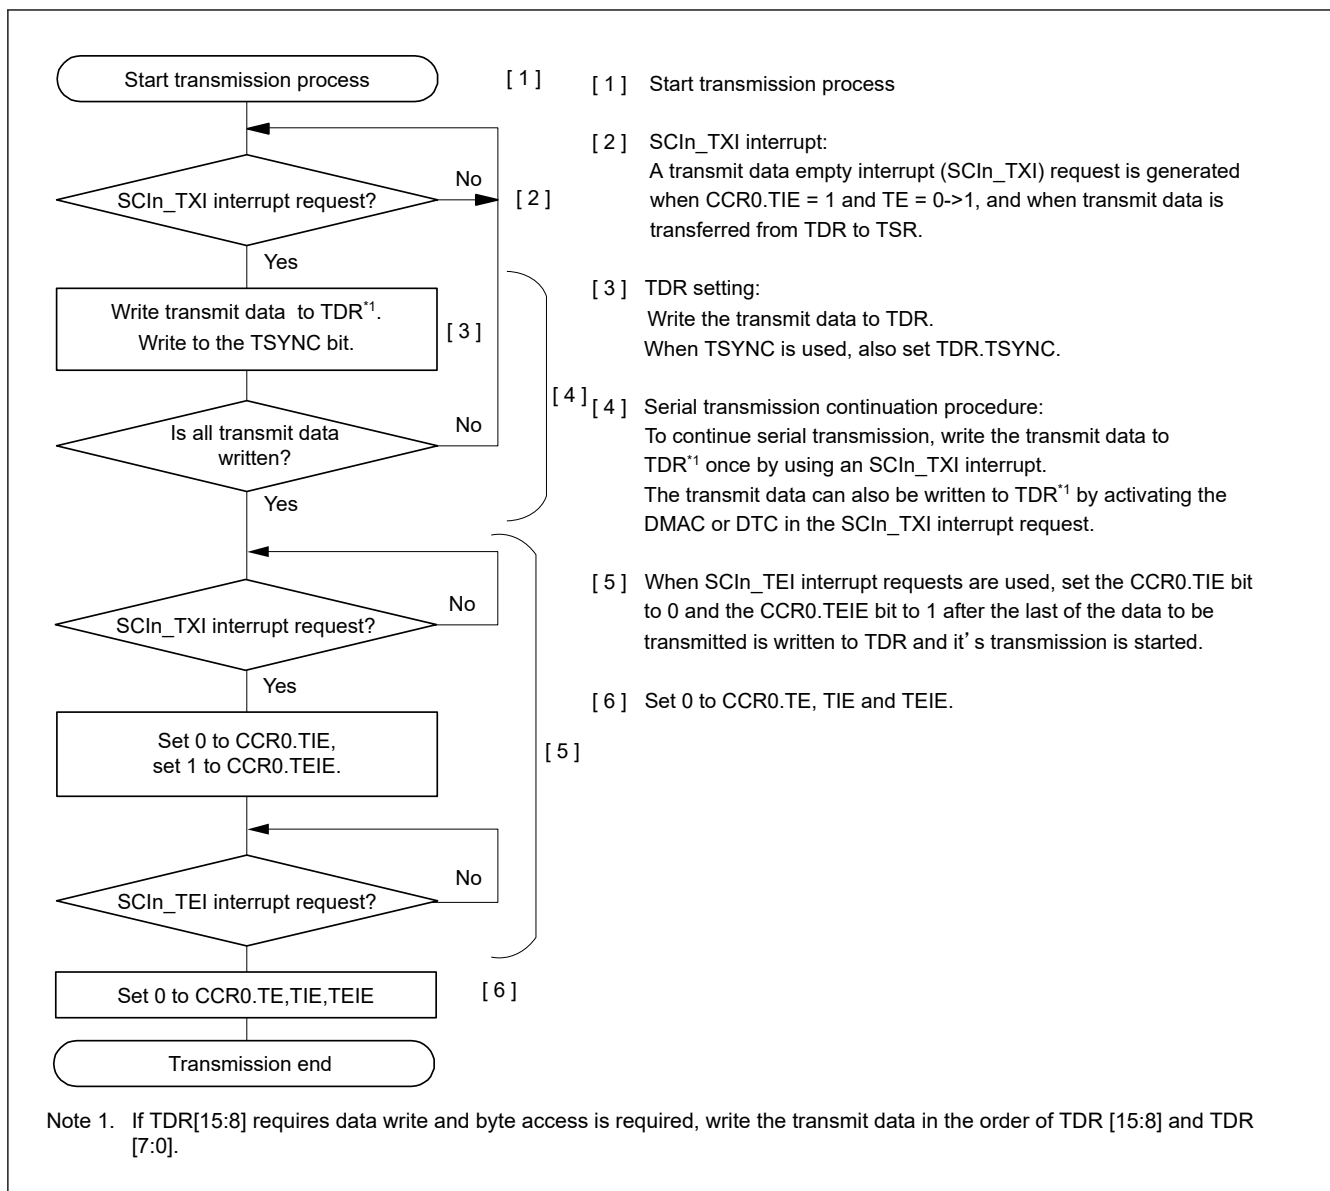 Start transmission process
[ 1 ]
SCIn_TXI interrupt request?
No
[ 2 ]
Yes
Write transmit data  to TDR*1.
Write to the TSYNC bit.
[ 3 ]
[ 4 ]
Is all transmit data
written?
No
Yes
SCIn_TXI interrupt request?
No
Yes
Set 0 to CCR0.TIE,
set 1 to CCR0.TEIE.
[ 5 ]
SCIn_TEI interrupt request?
No
Set 0 to CCR0.TE,TIE,TEIE
[ 6 ]
Transmission end
[ 1 ] Start transmission process
[ 2 ] SCIn_TXI interrupt:
A transmit data empty interrupt (SCIn_TXI) request is generated
when CCR0.TIE = 1 and TE = 0->1, and when transmit data is
transferred from TDR to TSR.
[ 3 ] TDR setting:
Write the transmit data to TDR.
When TSYNC is used, also set TDR.TSYNC.
[ 4 ] Serial transmission continuation procedure:
To continue serial transmission, write the transmit data to
TDR*1 once by using an SCIn_TXI interrupt.
The transmit data can also be written to TDR*1 by activating the
DMAC or DTC in the SCIn_TXI interrupt request.
[ 5 ] When SCIn_TEI interrupt requests are used, set the CCR0.TIE bit
to 0 and the CCR0.TEIE bit to 1 after the last of the data to be
transmitted is written to TDR and it’s transmission is started.
[ 6 ] Set 0 to CCR0.TE, TIE and TEIE.
Note 1. If TDR[15:8] requires data write and byte access is required, write the transmit data in the order of TDR [15:8] and TDR
[7:0].